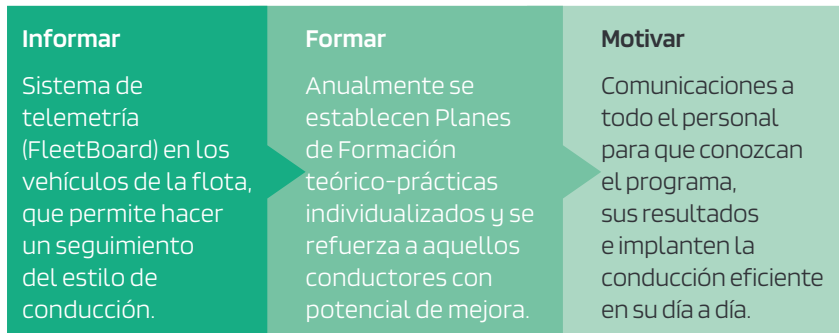 Informar
Sistema de
telemetría
(FleetBoard) en los
vehículos de la flota,
que permite hacer
un seguimiento
del estilo de
conducción.
Formar
Anualmente se
establecen Planes
de Formación
teórico-prácticas
individualizados y se
refuerza a aquellos
conductores con
potencial de mejora.
Motivar
Comunicaciones a
todo el personal
para que conozcan
el programa,
sus resultados
e implanten la
conducción eficiente
en su día a día.